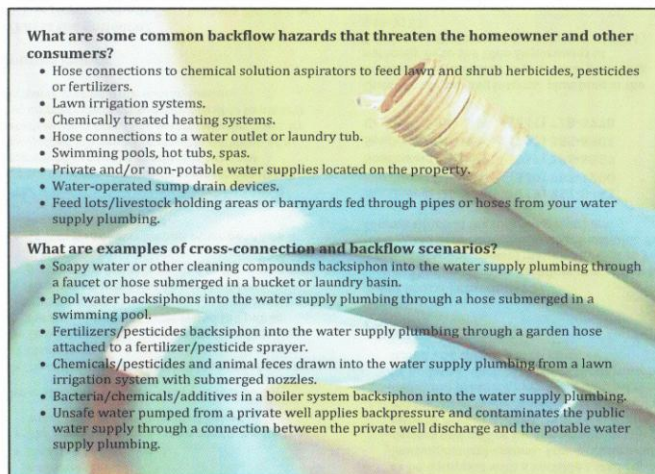 What are some common backflow hazards that threaten the homeowner and other
consumers?
• Hose connections to chemical solution aspirators to feed lawn and shrub herbicides, pesticides
or fertilizers.
• Lawn irrigation systems.
• Chemically treated heating systems.
• Hose connections to a water outlet or laundry tub.
• Swimming pools, hot tubs, spas.
• Private and/or non-potable water supplies located on the property.
• Water-operated sump drain devices.
• Feed lots/livestock holding areas or barnyards fed through pipes or hoses from your water
supply plumbing.
What are examples of cross-connection and backflow scenarios?
• Soapy water or other cleaning compounds backsiphon into the water supply plumbing through
a faucet or hose submerged in a bucket or laundry basin.
• Pool water backsiphons into the water supply plumbing through a hose submerged in a
swimming pool.
• Fertilizers/pesticides backsiphon into the water supply plumbing through a garden hose
attached to a fertilizer/pesticide sprayer.
• Chemicals/pesticides and animal feces drawn into the water supply plumbing from a lawn
irrigation system with submerged nozzles.
• Bacteria/chemicals/additives in a boiler system backsiphon into the water supply plumbing.
• Unsafe water pumped from a private well applies backpressure and contaminates the public
water supply through a connection between the private well discharge and the potable water
supply plumbing.